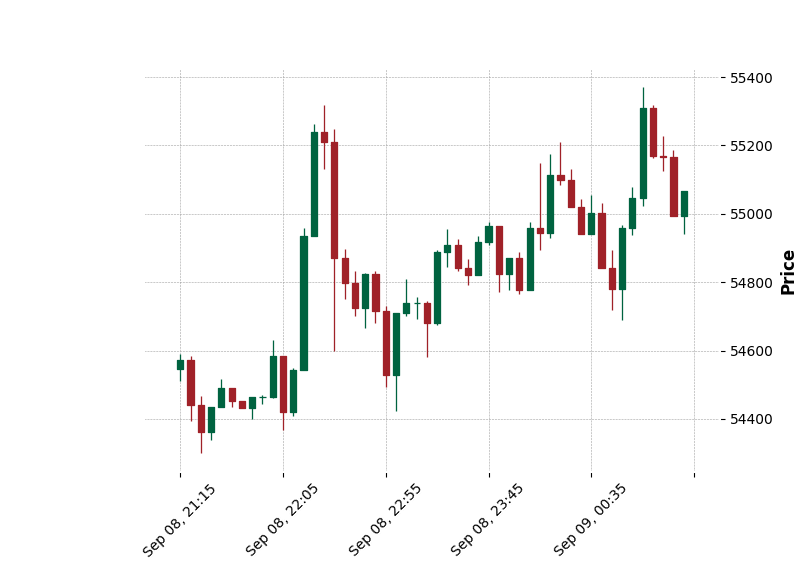 55400
55200
55000
54800
54600
54400
Price
Sep 08, 21:15
Sep 08, 22:05
Sep 08, 22:55
Sep 08, 23:45
Sep 09, 00:35